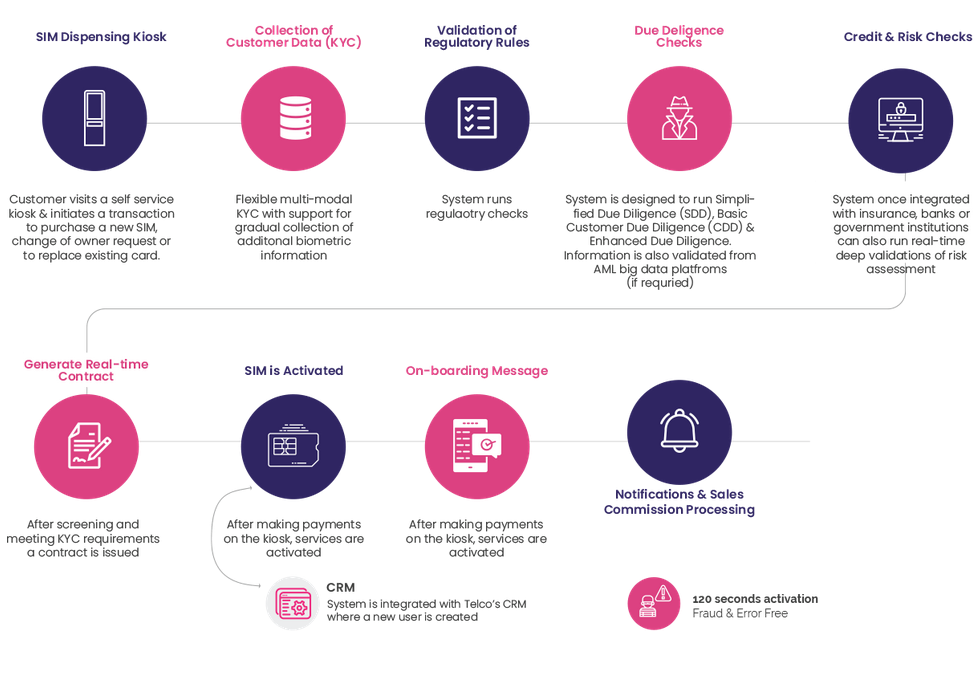 SIM Dispensing Kiosk
Collection of
Customer Data (KYC)
Validation of
Regulatory Rules
Due Deligence
Checks
Credit & Risk Checks
Customer visits a self service
kiosk & initiates a transaction
to purchase a new SIM,
change of owner request or
to replace existing card.
Flexible multi-modal
KYC with support for
gradual collection of
additonal biometric
information
System runs
regulaotry checks
System is designed to run Simpli-
fied Due Diligence (SDD), Basic
Customer Due Diligence (CDD) &
Enhanced Due Diligence.
Information is also validated from
AML big data platfroms
(if requried)
System once integrated
with insurance, banks or
government institutions
can also run real-time
deep validations of risk
assessment
Generate Real-time
Contract
SIM is Activated
On-boarding Message
Notifications & Sales
Commission Processing
After screening and
meeting KYC requirements
a contract is issued
After making payments
on the kiosk, services are
activated
After making payments
on the kiosk, services are
activated
CRM
System is integrated with Telco's CRM
where a new user is created
120 seconds activation
Fraud & Error Free